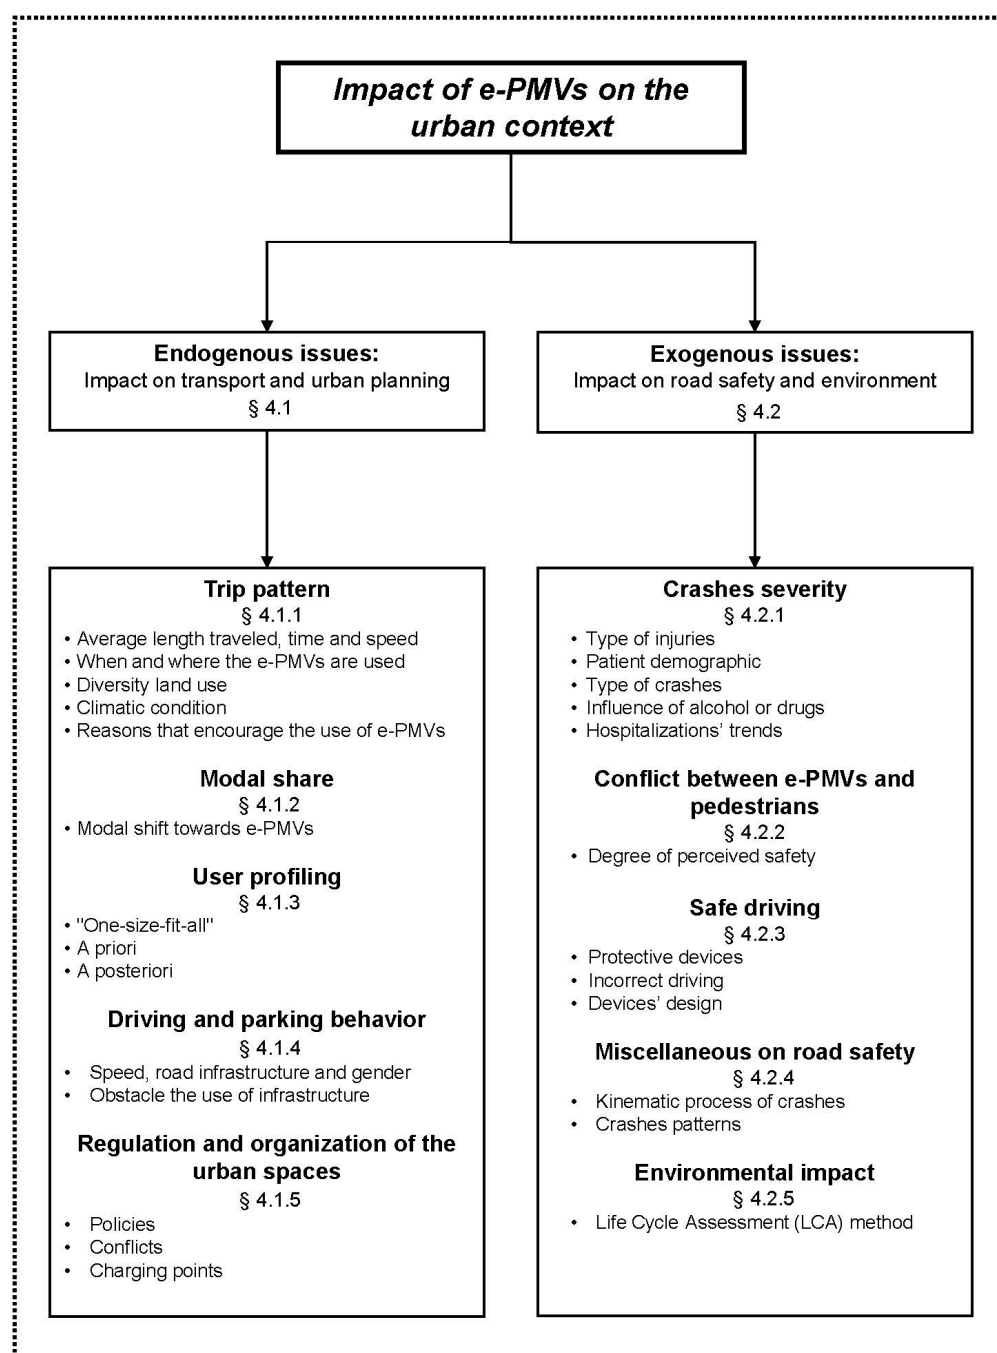 Impact of e-PMVs on the
urban context
Endogenous issues:
Impact on transport and urban planning
§ 4.1
Exogenous issues:
Impact on road safety and environment
§ 4.2
Trip pattern
§ 4.1.1
• Average length traveled, time and speed
• When and where the e-PMVs are used
• Diversity land use
• Climatic condition
• Reasons that encourage the use of e-PMVs
Modal share
§ 4.1.2
• Modal shift towards e-PMVs
User profiling
§ 4.1.3
• "One-size-fit-all"
• A priori
• A posteriori
Driving and parking behavior
§ 4.1.4
• Speed, road infrastructure and gender
• Obstacle the use of infrastructure
Regulation and organization of the
urban spaces
§ 4.1.5
• Policies
• Conflicts
• Charging points
Crashes severity
§ 4.2.1
• Type of injuries
• Patient demographic
• Type of crashes
• Influence of alcohol or drugs
• Hospitalizations’ trends
Conflict between e-PMVs and
pedestrians
§ 4.2.2
• Degree of perceived safety
Safe driving
§ 4.2.3
• Protective devices
• Incorrect driving
• Devices’ design
Miscellaneous on road safety
§ 4.2.4
• Kinematic process of crashes
• Crashes patterns
Environmental impact
§ 4.2.5
• Life Cycle Assessment (LCA) method